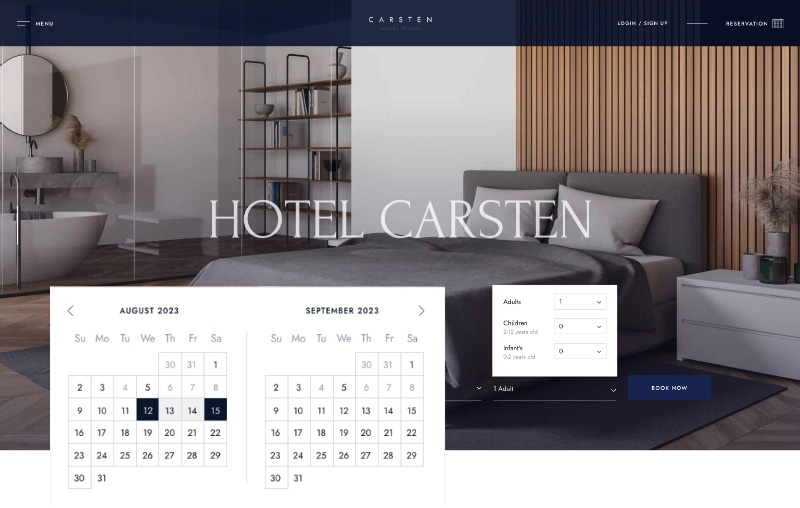 MENU
CARSTEN
LUXURY RESORT
LOGIN / SIGN UP
RESERVATION
HOTEL CARSTEN
AUGUST 2023
Su Mo Tu We Th Fr Sa
30 31 1
2 3 4 5 6 7 8
9 10 11 12 13 14 15
16 17 18 19 20 21 22
23 24 25 26 27 28 29
30 31
SEPTEMBER 2023
Su Mo Tu We Th Fr Sa
30 31 1
2 3 4 5 6 7 8
9 10 11 12 13 14 15
16 17 18 19 20 21 22
23 24 25 26 27 28 29
30 31
Adults 1
Children 0
2-12 years old
Infant's 0
0-2 years old
1 Adult
BOOK NOW